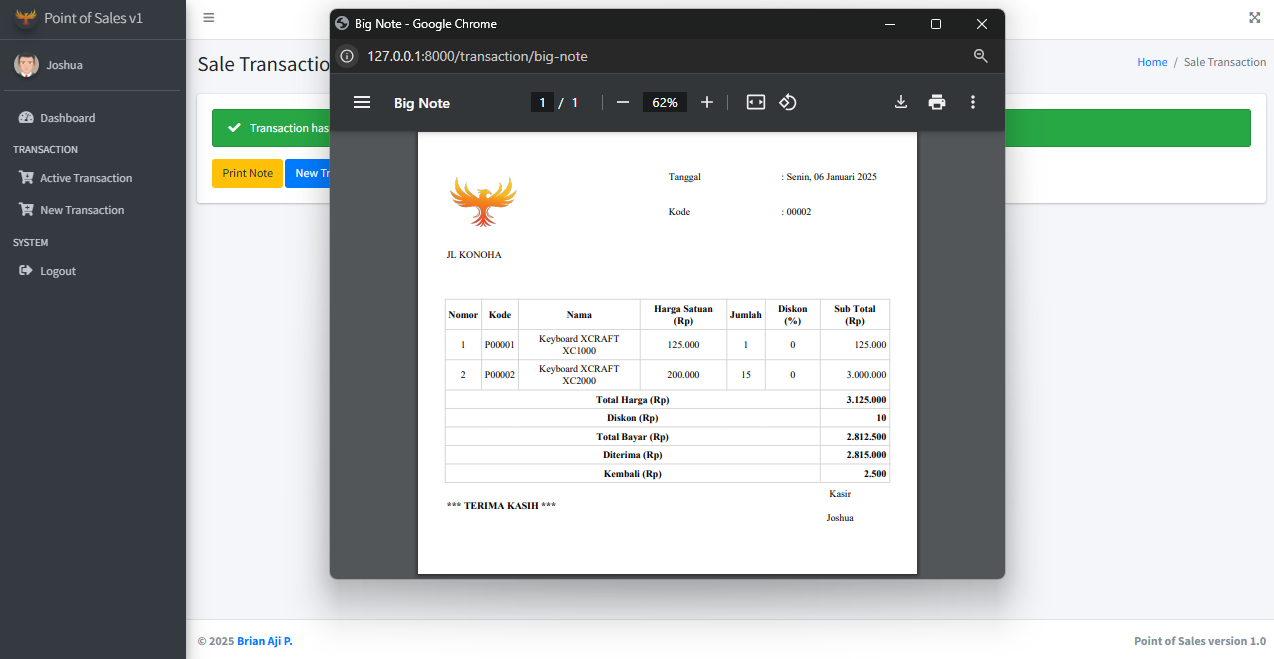 Point of Sales v1
Joshua
Dashboard
TRANSACTION
Active Transaction
New Transaction
SYSTEM
Logout
Sale Transactio
Home / Sale Transaction
Transaction has
Print Note
New Tr
Big Note - Google Chrome
127.0.0.1:8000/transaction/big-note
Big Note
1 / 1
62%
Tanggal : Senin, 06 Januari 2025
Kode : 00002
JL KONOHA
Nomor Kode Nama Harga Satuan (Rp) Jumlah Diskon (%) Sub Total (Rp)
1 P00001 Keyboard XCRAFT XC1000 125.000 1 0 125.000
2 P00002 Keyboard XCRAFT XC2000 200.000 15 0 3.000.000
Total Harga (Rp) 3.125.000
Diskon (Rp) 10
Total Bayar (Rp) 2.812.500
Diterima (Rp) 2.815.000
Kembali (Rp) 2.500
Kasir
*** TERIMA KASIH ***
Joshua
© 2025 Brian Aji P.
Point of Sales version 1.0